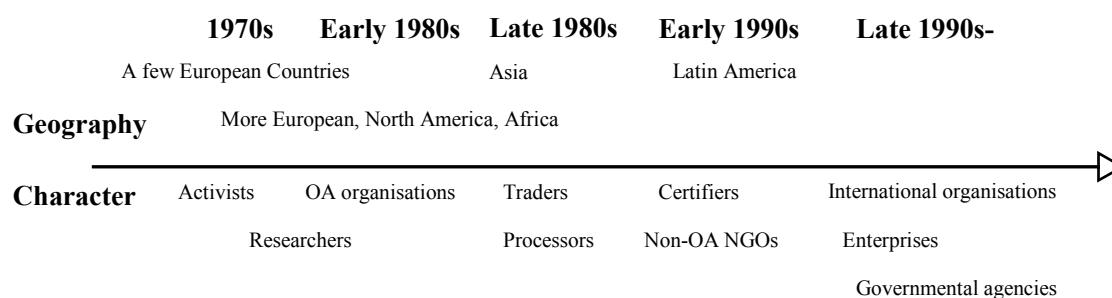 1970s Early 1980s Late 1980s Early 1990s Late 1990s-
A few European Countries Asia Latin America
Geography More European, North America, Africa
Character Activists OA organisations Traders Certifiers International organisations
Researchers Processors Non-OA NGOs Enterprises
Governmental agencies